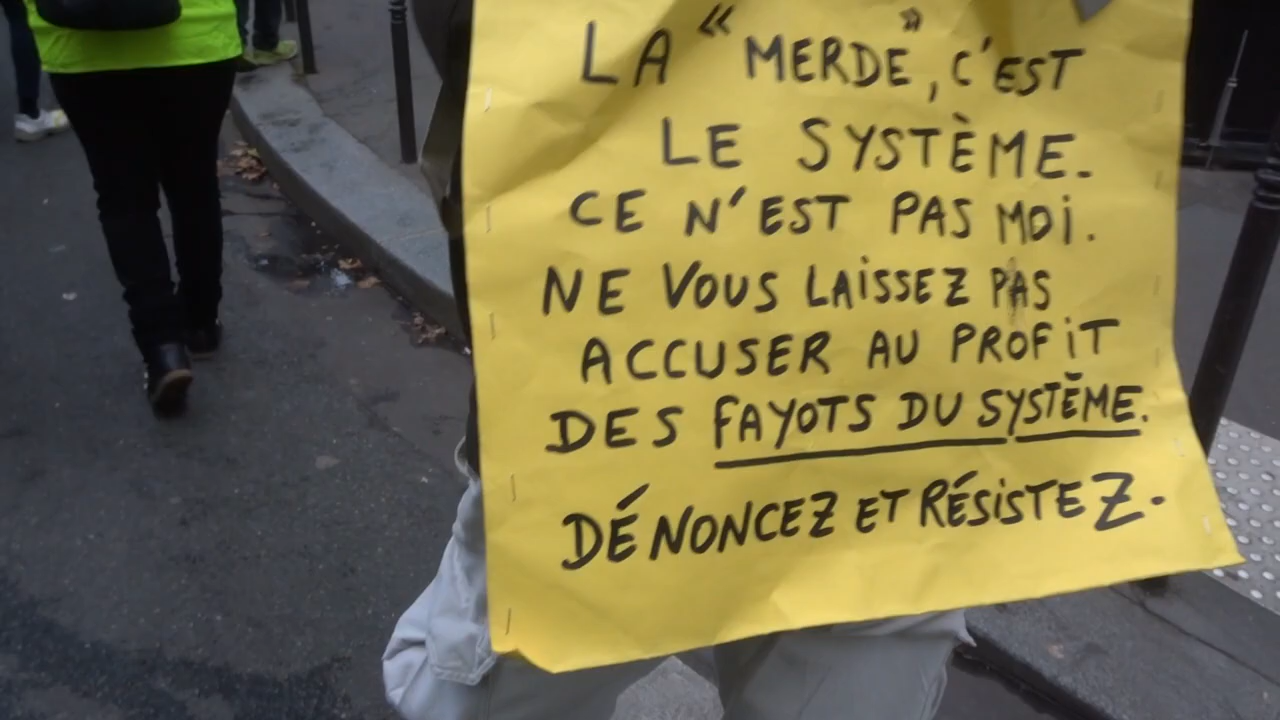 LA "MERDE", C'EST
LE SYSTÈME.
CE N'EST PAS MOI.
NE VOUS LAISSEZ PAS
ACCUSER AU PROFIT
DES FAYOTS DU SYSTÈME.
DÉNONCEZ ET RÉSISTEZ.